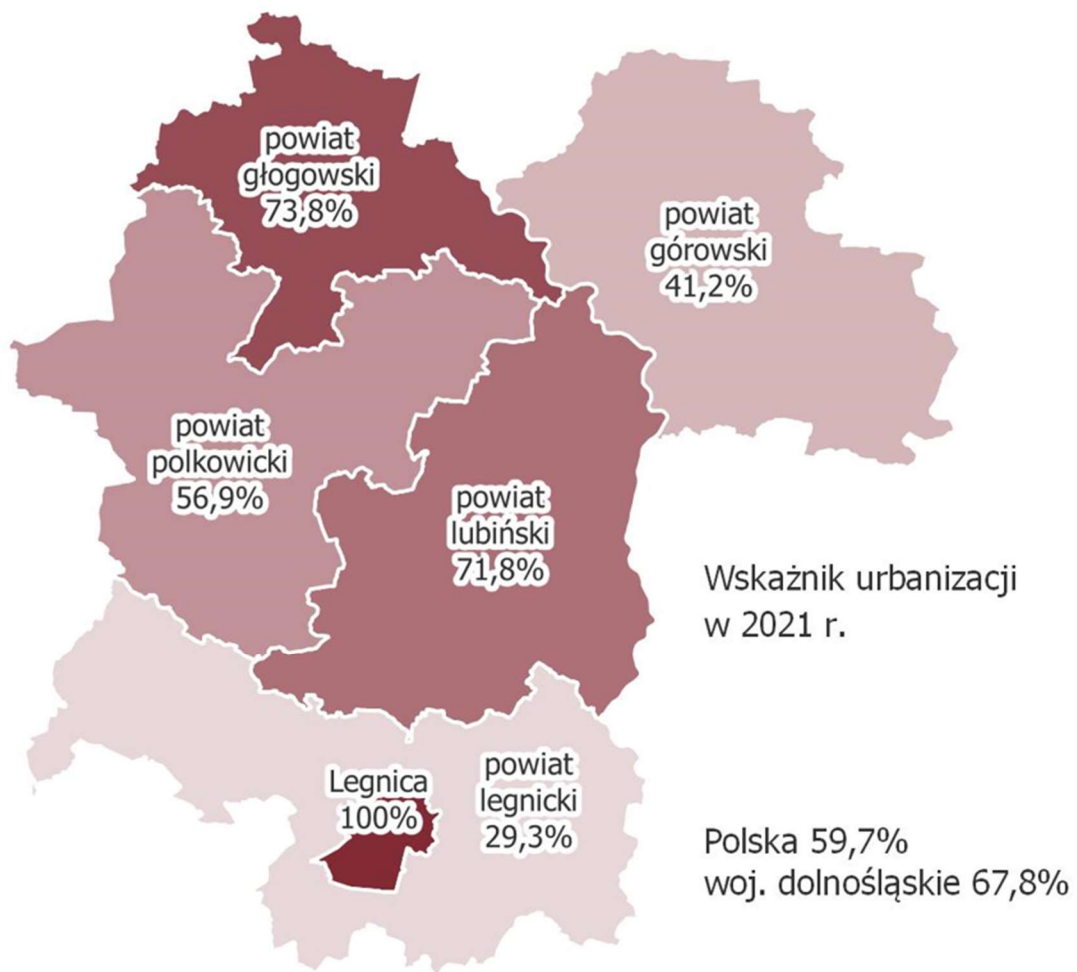 powiat
głogowski
73,8%
powiat
górowski
41,2%
powiat
polkowicki
56,9%
powiat
lubiński
71,8%
Wskaźnik urbanizacji
w 2021 r.
Legnica
100%
powiat
legnicki
29,3%
Polska 59,7%
woj. dolnośląskie 67,8%